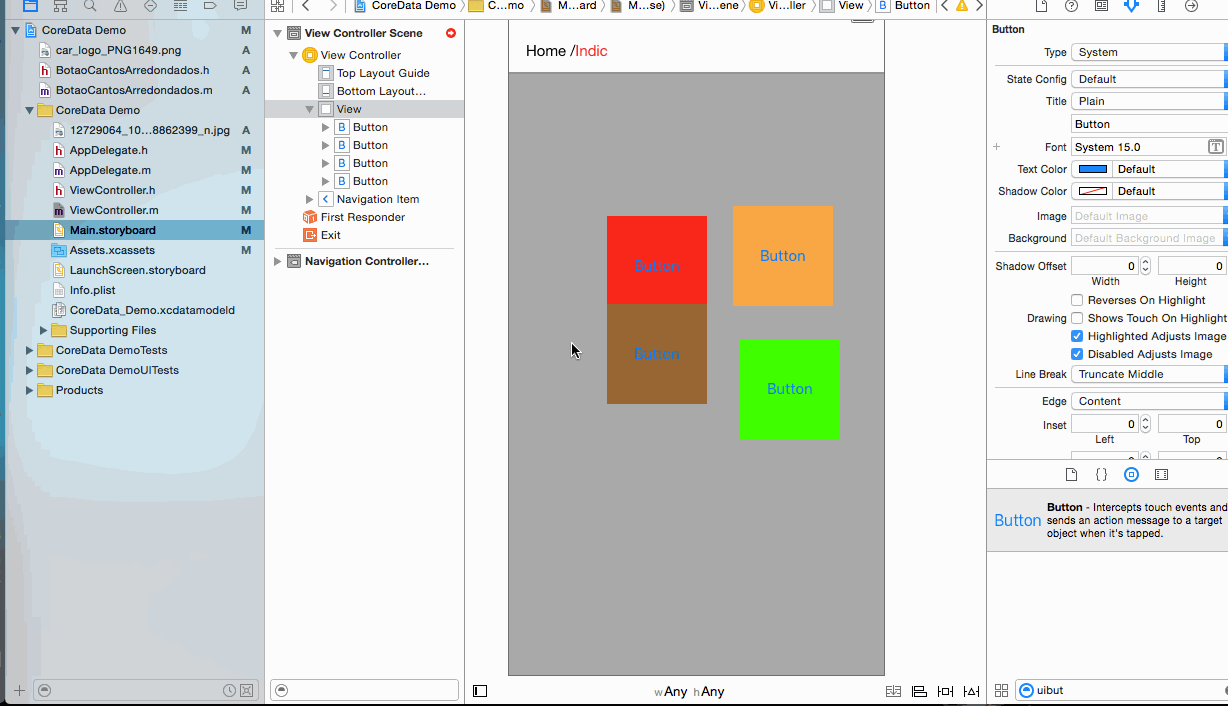 CoreData Demo
C...mo
M...ard
M...se)
Vi...ene
Vi...ller
View
B Button
CoreData Demo M
car_logo_PNG1649.png A
BotaoCantosArredondados.h A
BotaoCantosArredondados.m A
CoreData Demo
12729064_10...8862399_n.jpg A
AppDelegate.h M
AppDelegate.m M
ViewController.h M
ViewController.m M
Main.storyboard M
Assets.xcassets M
LaunchScreen.storyboard
Info.plist
CoreData_Demo.xcdatamodeld
Supporting Files
CoreData DemoTests
CoreData DemoUITests
Products
View Controller Scene
View Controller
Top Layout Guide
Bottom Layout...
View
B Button
B Button
B Button
B Button
Navigation Item
First Responder
Exit
Navigation Controller...
Home /Indic
Button
Button
Button
Button
wAny hAny
Button
Type System
State Config Default
Title Plain
Button
Font System 15.0
Text Color Default
Shadow Color Default
Image Default Image
Background Default Background Image
Shadow Offset 0 0
Width Height
Reverses On Highlight
Drawing Shows Touch On Highlight
Highlighted Adjusts Image
Disabled Adjusts Image
Line Break Truncate Middle
Edge Content
Inset 0 0
Left Top
Button
Button - Intercepts touch events and
sends an action message to a target
object when it's tapped.
uibut